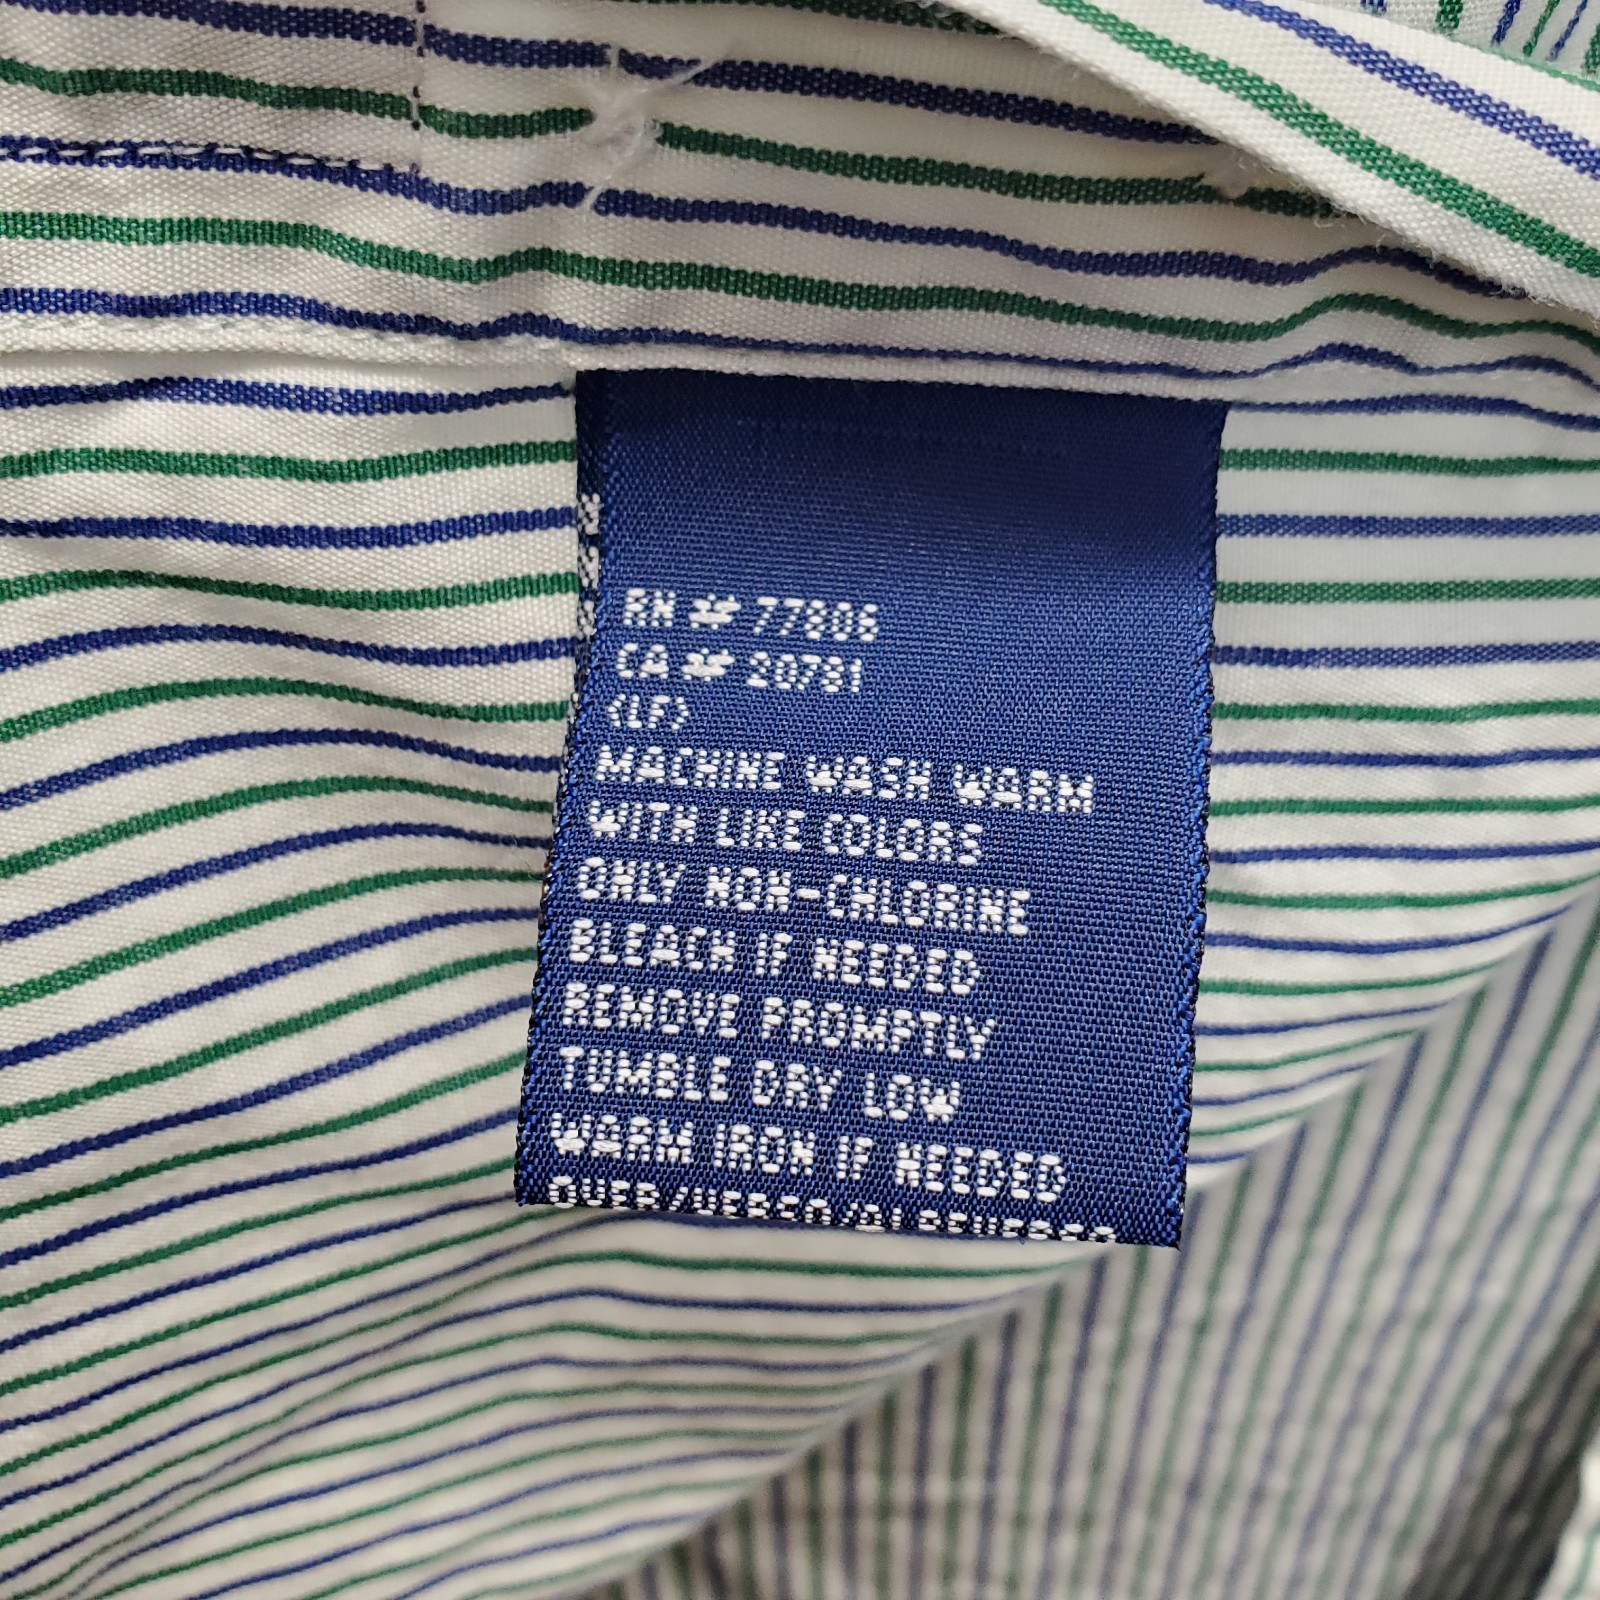 RN # 77806
CA # 20781
(LF)
MACHINE WASH WARM
WITH LIKE COLORS
ONLY NON-CHLORINE
BLEACH IF NEEDED
REMOVE PROMPTLY
TUMBLE DRY LOW
WARM IRON IF NEEDED